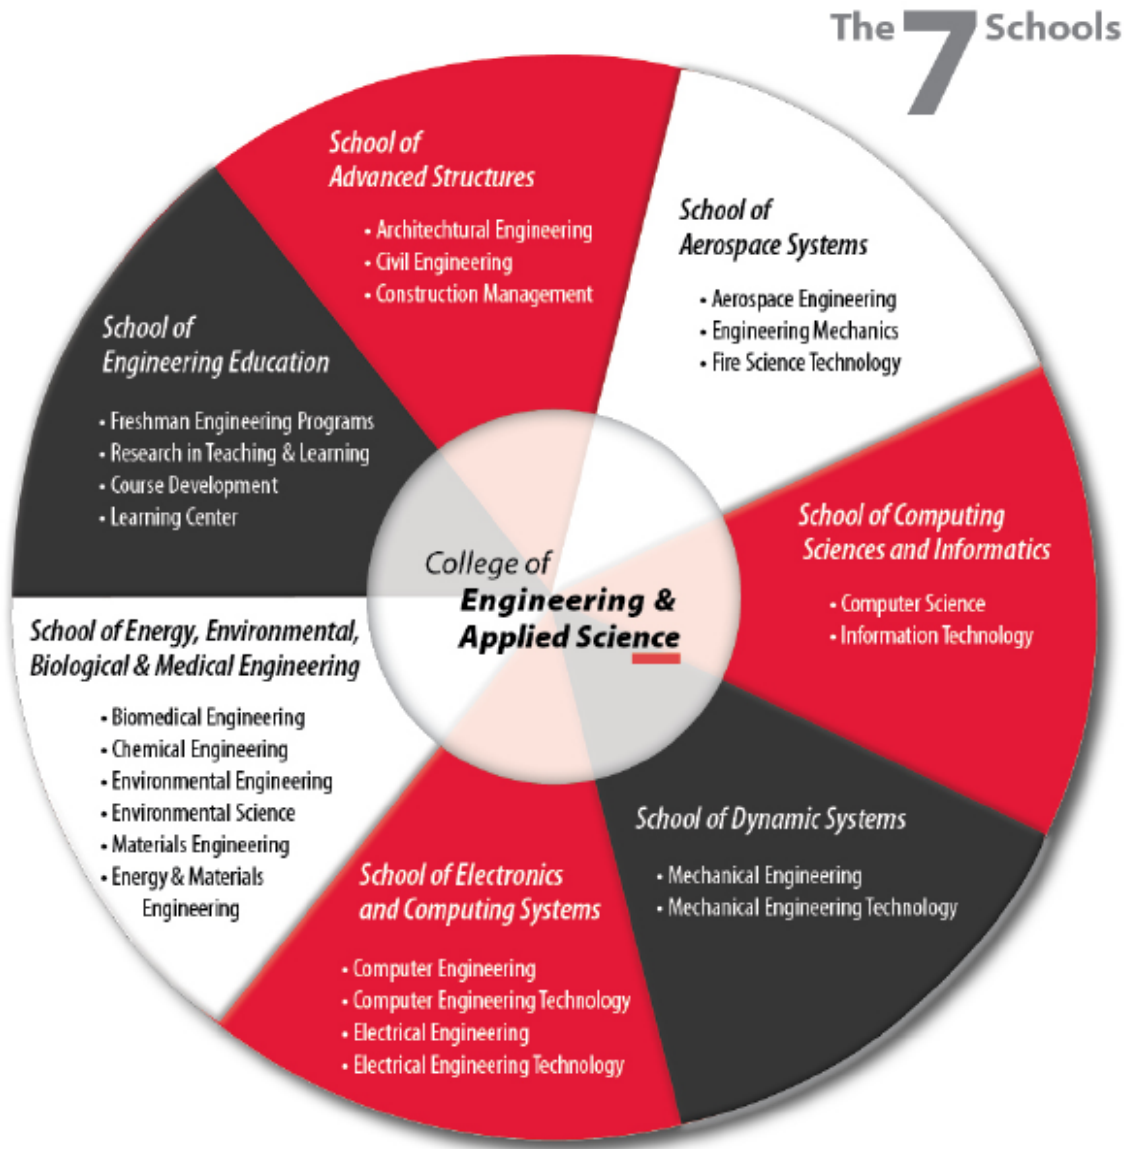 The 7 Schools
School of
Advanced Structures
• Architechtural Engineering
• Civil Engineering
• Construction Management
School of
Aerospace Systems
• Aerospace Engineering
• Engineering Mechanics
• Fire Science Technology
School of Computing
Sciences and Informatics
• Computer Science
• Information Technology
School of Dynamic Systems
• Mechanical Engineering
• Mechanical Engineering Technology
School of Electronics
and Computing Systems
• Computer Engineering
• Computer Engineering Technology
• Electrical Engineering
• Electrical Engineering Technology
School of Energy, Environmental,
Biological & Medical Engineering
• Biomedical Engineering
• Chemical Engineering
• Environmental Engineering
• Environmental Science
• Materials Engineering
• Energy & Materials
Engineering
School of
Engineering Education
• Freshman Engineering Programs
• Research in Teaching & Learning
• Course Development
• Learning Center
College of
Engineering &
Applied Science